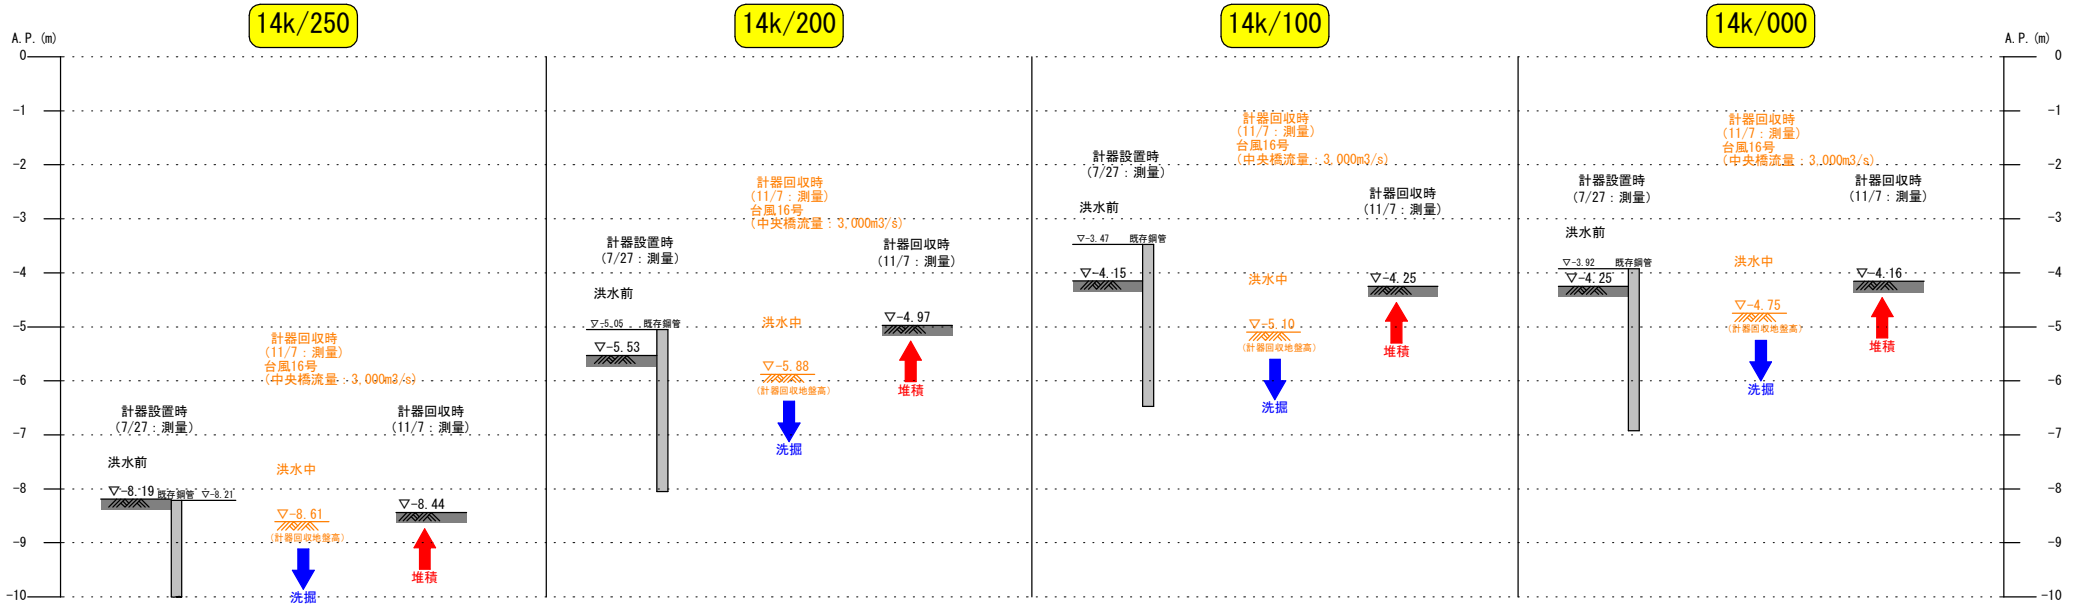 14k/250
14k/200
14k/100
14k/000
A.P.(m)
0
-1
-2
-3
-4
-5
-6
-7
-8
-9
-10
計器回収時
(11/7：測量)
台風16号
(中央橋流量：3,000m3/s)
計器設置時
(7/27：測量)
計器回収時
(11/7：測量)
洪水前
洪水中
▽-8.19
既存鋼管
▽-8.21
▽-8.61
(計器回収地盤高)
▽-8.44
洗掘
堆積
計器回収時
(11/7：測量)
台風16号
(中央橋流量：3,000m3/s)
計器設置時
(7/27：測量)
計器回収時
(11/7：測量)
洪水前
洪水中
▽-5.05
既存鋼管
▽-5.53
▽-5.88
(計器回収地盤高)
▽-4.97
洗掘
堆積
計器回収時
(11/7：測量)
台風16号
(中央橋流量：3,000m3/s)
計器設置時
(7/27：測量)
計器回収時
(11/7：測量)
洪水前
洪水中
▽-3.47
既存鋼管
▽-4.15
▽-5.10
(計器回収地盤高)
▽-4.25
洗掘
堆積
計器回収時
(11/7：測量)
台風16号
(中央橋流量：3,000m3/s)
計器設置時
(7/27：測量)
計器回収時
(11/7：測量)
洪水前
洪水中
▽-3.92
既存鋼管
▽-4.25
▽-4.75
(計器回収地盤高)
▽-4.16
洗掘
堆積
A.P.(m)
0
-1
-2
-3
-4
-5
-6
-7
-8
-9
-10